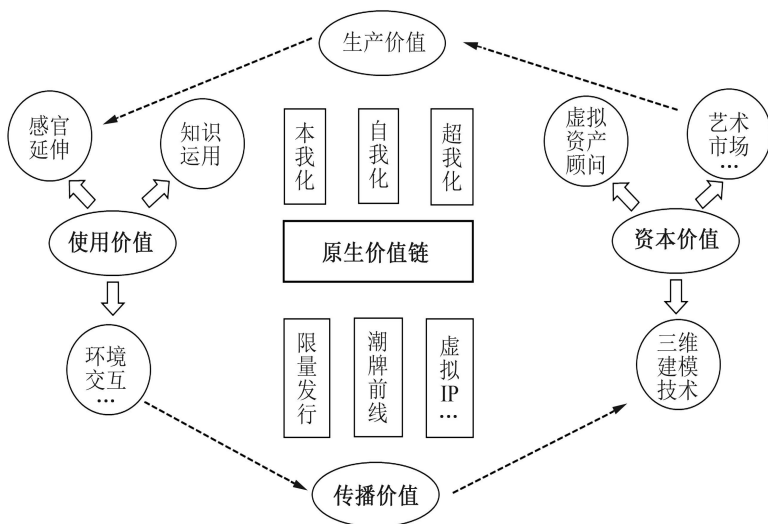 生产价值
感官
延伸
知识
运用
本我化
自我化
超我化
虚拟
资产
顾问
艺术
市场
…
使用价值
原生价值链
资本价值
环境
交互
…
限量发行
潮牌前线
虚拟IP…
三维
建模
技术
传播价值